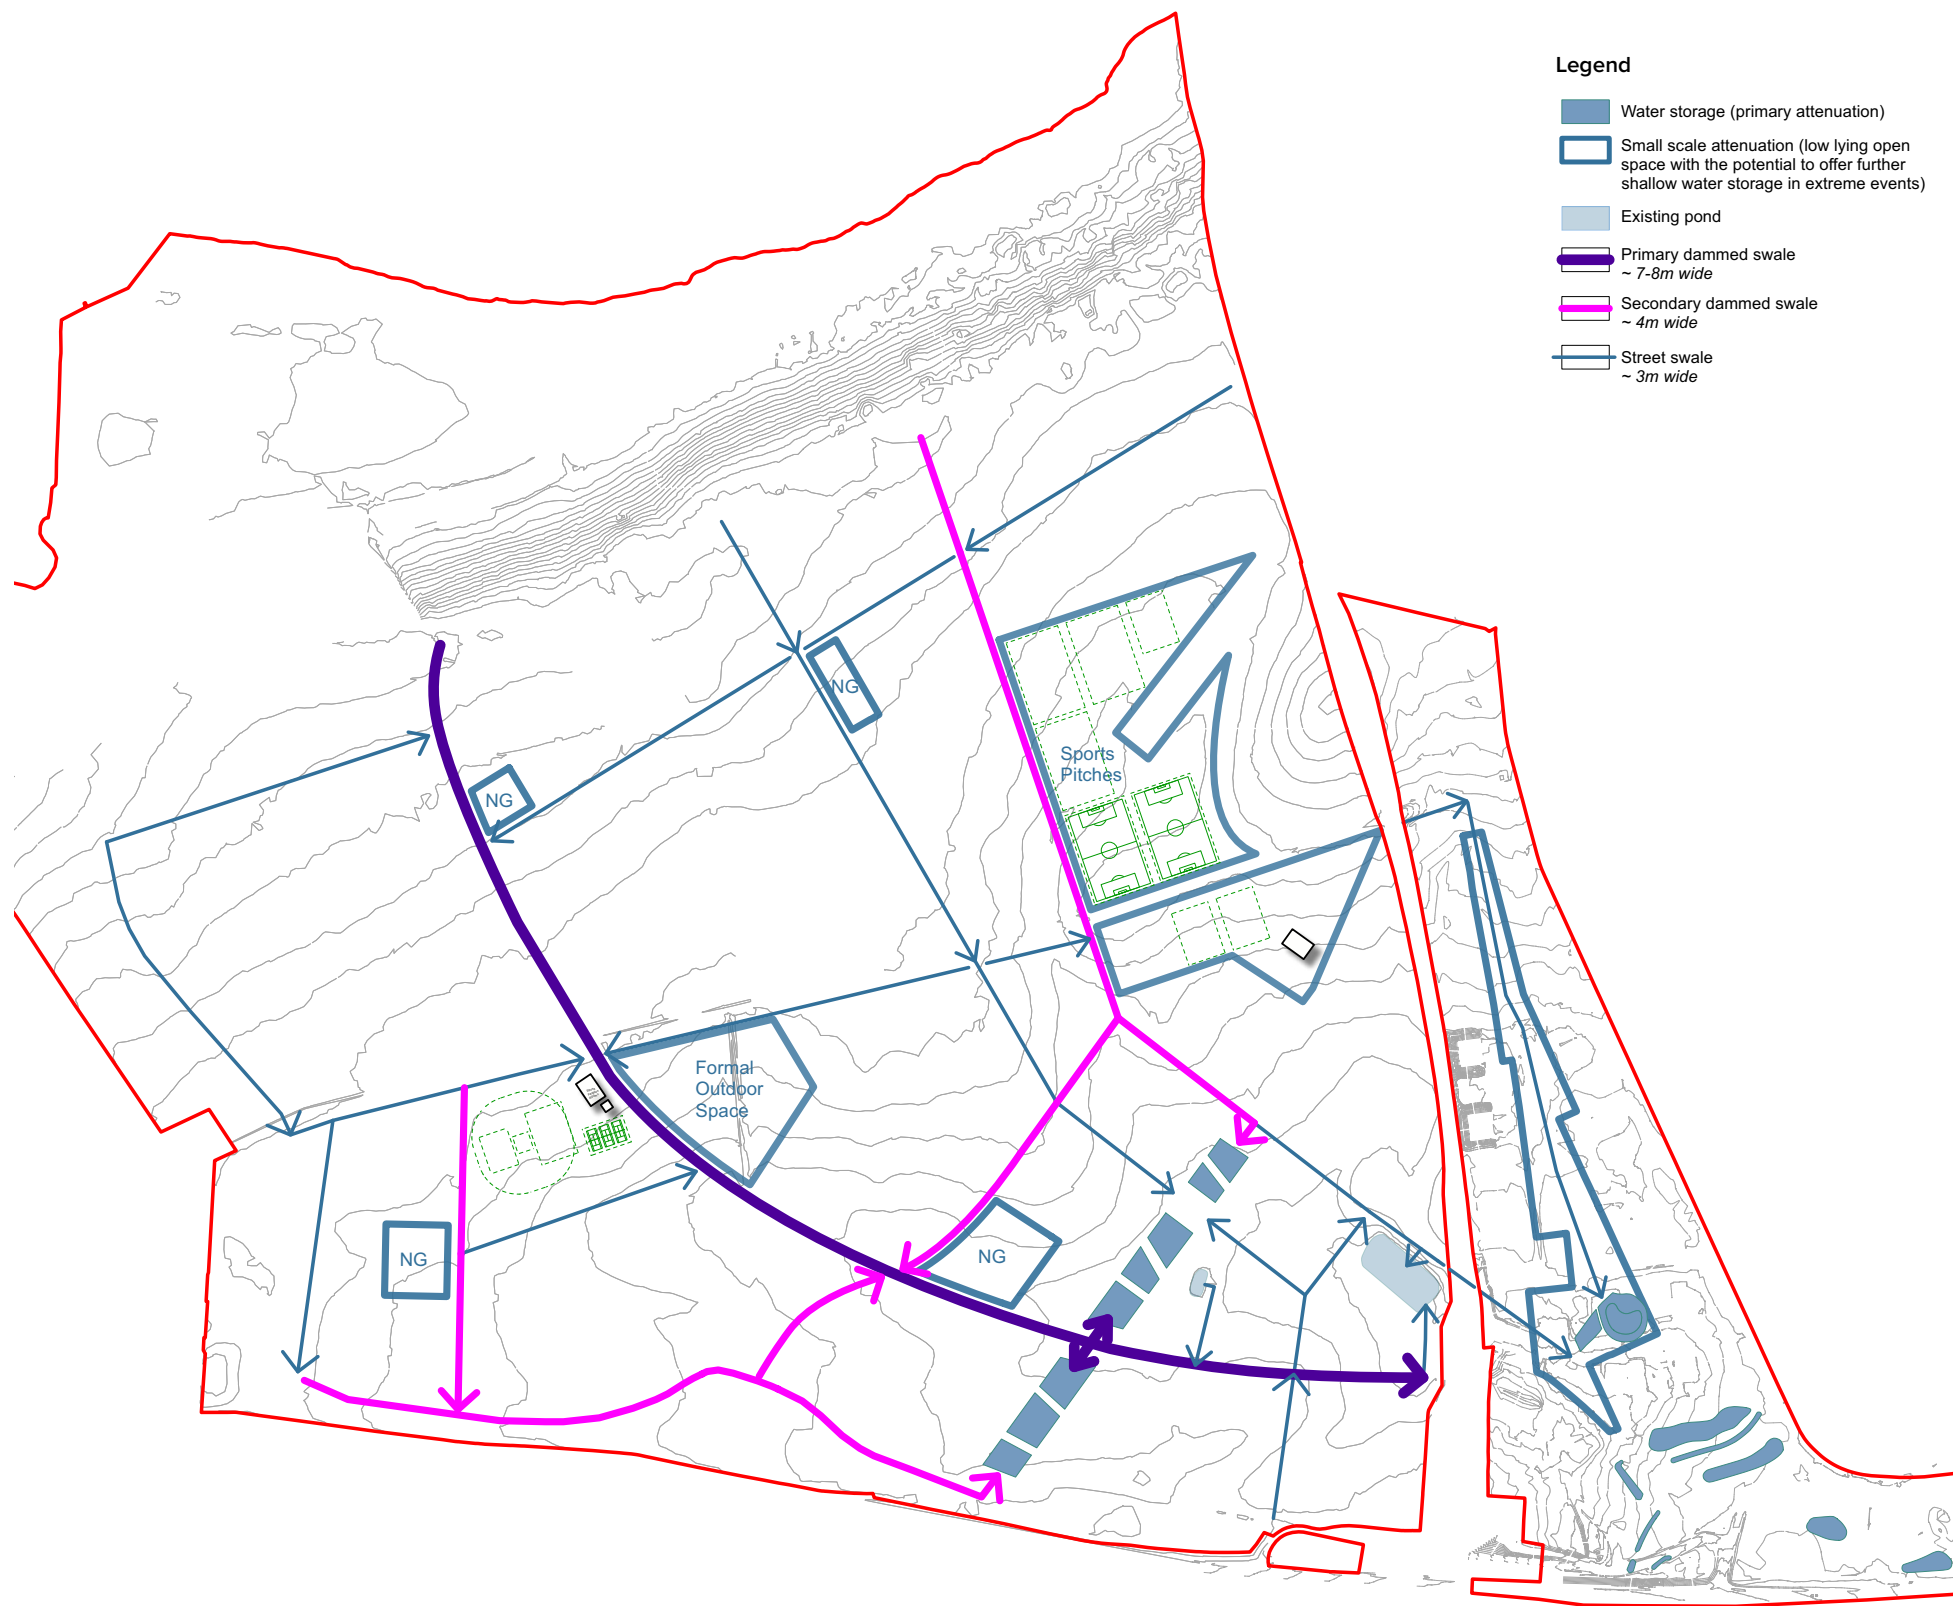 Legend
Water storage (primary attenuation)
Small scale attenuation (low lying open
space with the potential to offer further
shallow water storage in extreme events)
Existing pond
Primary dammed swale
~ 7-8m wide
Secondary dammed swale
~ 4m wide
Street swale
~ 3m wide
NG
Sports
Pitches
NG
Formal
Outdoor
Space
NG
NG